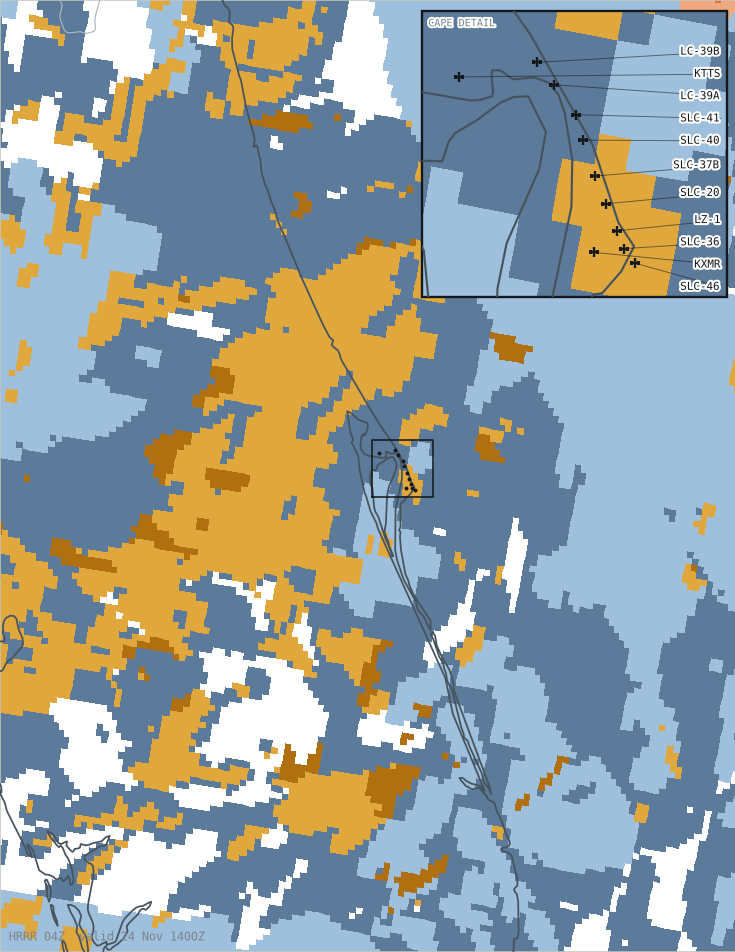 CAPE DETAIL
LC-39B
KTTS
LC-39A
SLC-41
SLC-40
SLC-37B
SLC-20
LZ-1
SLC-36
KXMR
SLC-46
HRRR 04Z valid 24 Nov 1400Z